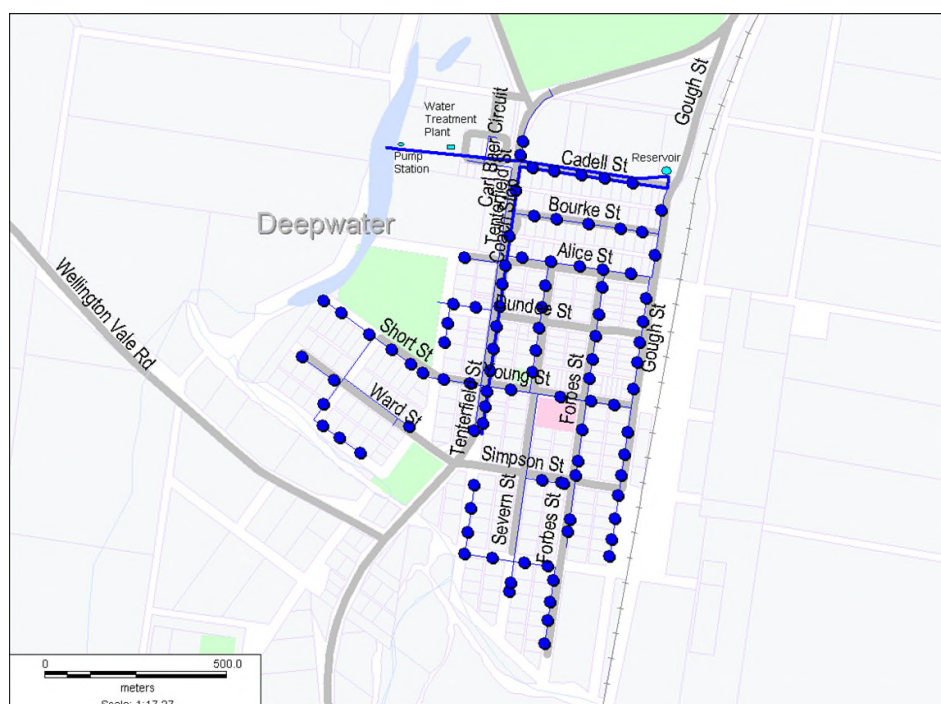 Gough St
Carl Baer Circuit
Water
Treatment
Plant
Pump
Station
Cadell St
Reservoir
Tenterfield St
Bourke St
Deepwater
Alice St
Wellington Vale Rd
Short St
Gough St
Forbes St
Ward St
Tenterfield St
Simpson St
Severn St
Forbes St
0
500.0
meters